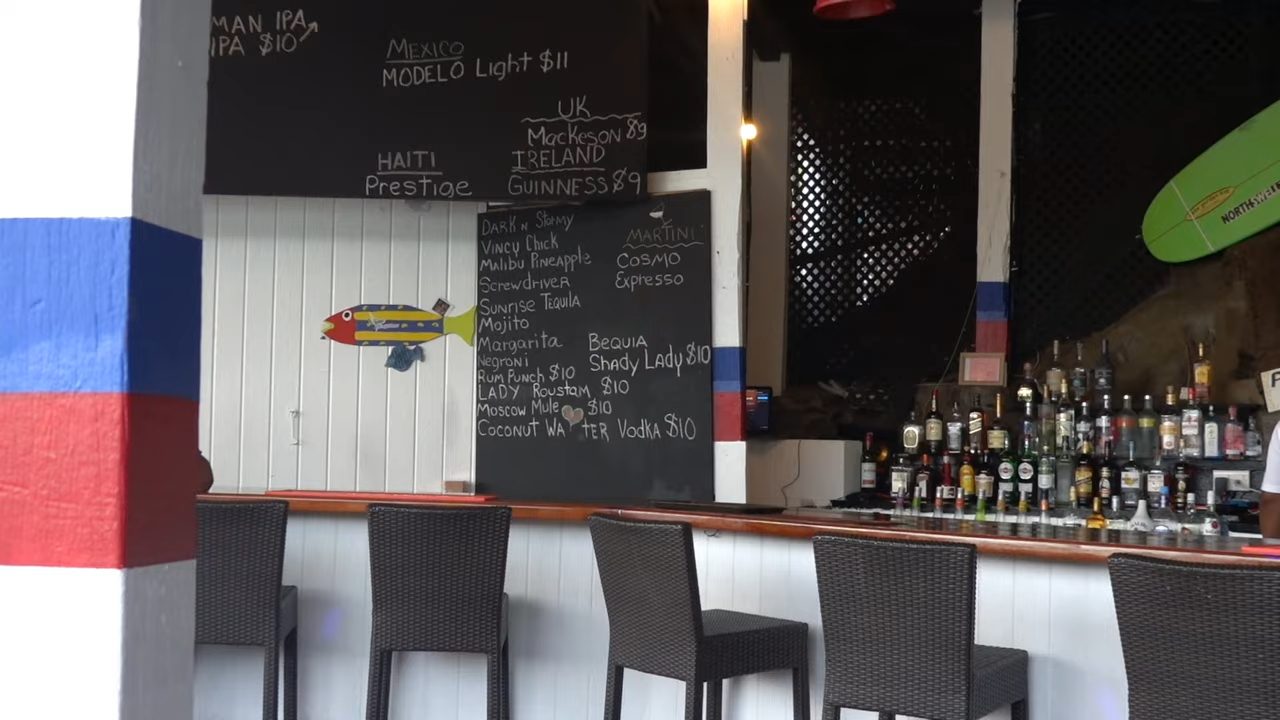 MAN IPA
IPA $10
MEXICO
MODELO Light $11
UK
MacKeson $9
IRELAND
GUINNESS $9
HAITI
Prestige
DARK n Stormy
Vincy Chick
Malibu Pineapple
Screwdriver
Sunrise Tequila
Mojito
Margarita
Negroni
Rum Punch $10
LADY Roustam $10
Moscow Mule $10
Coconut WATER Vodka $10
MARTINI
COSMO
Expresso
BEQUIA
Shady Lady $10
NORTH-SWELL